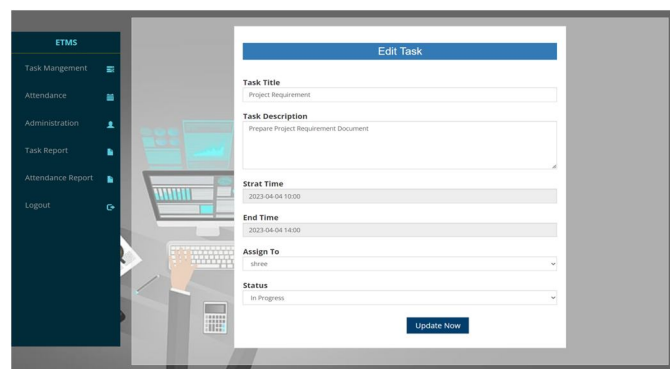 ETMS
Task Mangement
Attendance
Administration
Task Report
Attendance Report
Logout
Edit Task
Task Title
Project Requirement
Task Description
Prepare Project Requirement Document
Strat Time
2023-04-04 10:00
End Time
2023-04-04 14:00
Assign To
shree
Status
In Progress
Update Now